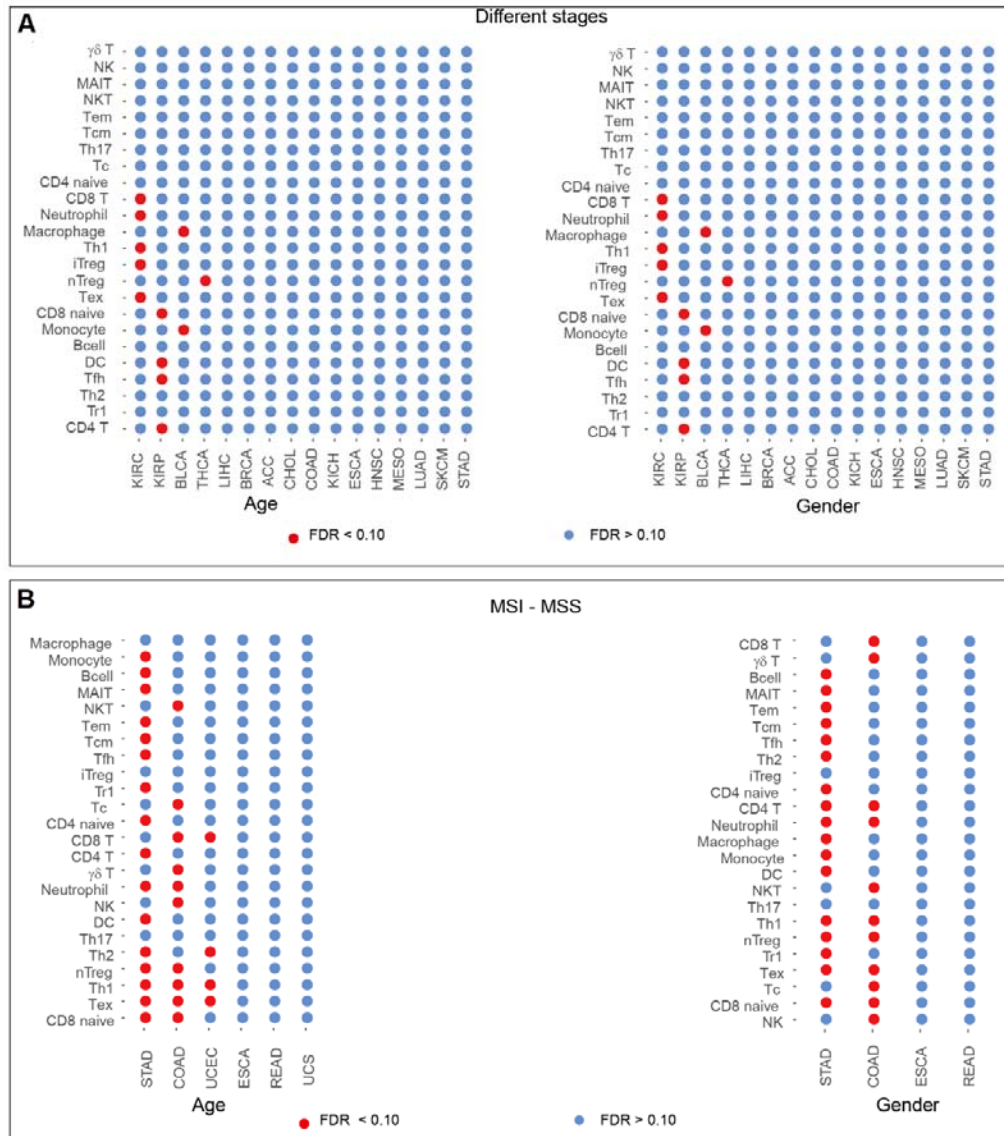 A
Different stages
γδ T
NK
MAIT
NKT
Tem
Tcm
Th17
Tc
CD4 naive
CD8 T
Neutrophil
Macrophage
Th1
iTreg
nTreg
Tex
CD8 naive
Monocyte
Bcell
DC
Tfh
Th2
Tr1
CD4 T
KIRC
KIRP
BLCA
THCA
LIHC
BRCA
ACC
CHOL
COAD
KICH
ESCA
HNSC
MESO
LUAD
SKCM
STAD
Age
γδ T
NK
MAIT
NKT
Tem
Tcm
Th17
Tc
CD4 naive
CD8 T
Neutrophil
Macrophage
Th1
iTreg
nTreg
Tex
CD8 naive
Monocyte
Bcell
DC
Tfh
Th2
Tr1
CD4 T
KIRC
KIRP
BLCA
THCA
LIHC
BRCA
ACC
CHOL
COAD
KICH
ESCA
HNSC
MESO
LUAD
SKCM
STAD
Gender
FDR < 0.10
FDR > 0.10
B
MSI - MSS
Macrophage
Monocyte
Bcell
MAIT
NKT
Tem
Tcm
Tfh
iTreg
Tr1
Tc
CD4 naive
CD8 T
CD4 T
γδ T
Neutrophil
NK
DC
Th17
Th2
nTreg
Th1
Tex
CD8 naive
STAD
COAD
UCEC
ESCA
READ
UCS
Age
CD8 T
γδ T
Bcell
MAIT
Tem
Tcm
Tfh
Th2
iTreg
CD4 naive
CD4 T
Neutrophil
Macrophage
Monocyte
DC
NKT
Th17
Th1
nTreg
Tr1
Tex
Tc
CD8 naive
NK
STAD
COAD
ESCA
READ
Gender
FDR < 0.10
FDR > 0.10